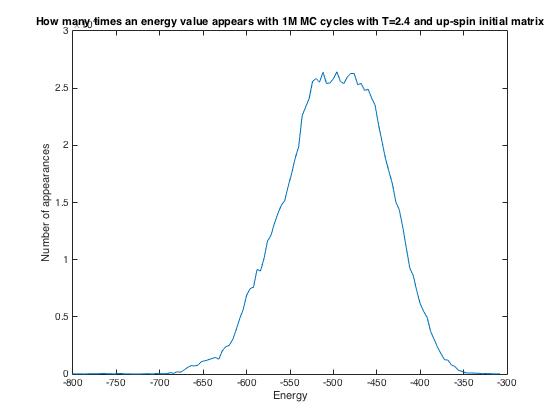 How many times an energy value appears with 1M MC cycles with T=2.4 and up-spin initial matrix
3
2.5
2
1.5
1
0.5
0
Number of appearances
-800 -750 -700 -650 -600 -550 -500 -450 -400 -350 -300
Energy